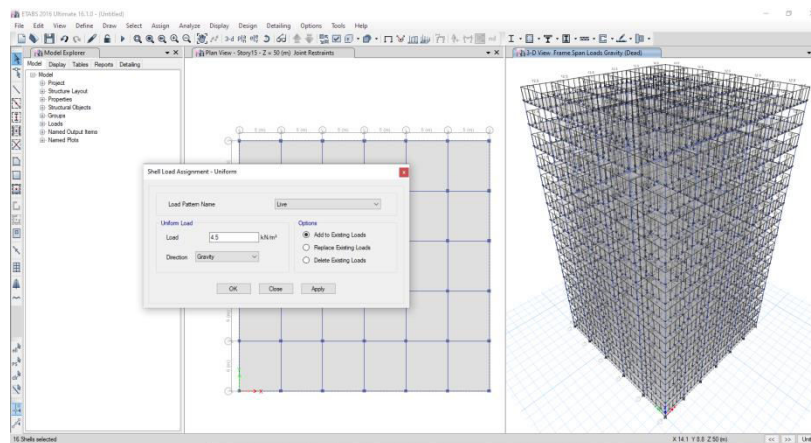 ETABS 2016 Ultimate 16.1.0 - (Untitled)
File Edit View Define Draw Select Assign Analyze Display Design Detailing Options Tools Help
Model Explorer
Model Display Tables Reports Detailing
Model
Project
Structure Layout
Properties
Structural Objects
Groups
Loads
Named Output Items
Named Plots
Plan View - Story15 - Z = 50 (m) Joint Restraints
Shell Load Assignment - Uniform
Load Pattern Name Live
Uniform Load
Load 4.5 kN/m²
Direction Gravity
Options
Add to Existing Loads
Replace Existing Loads
Delete Existing Loads
OK Close Apply
3-D View Frame Span Loads Gravity (Dead)
16 Shells selected
X 14.1 Y 0.8 Z 50 (m)